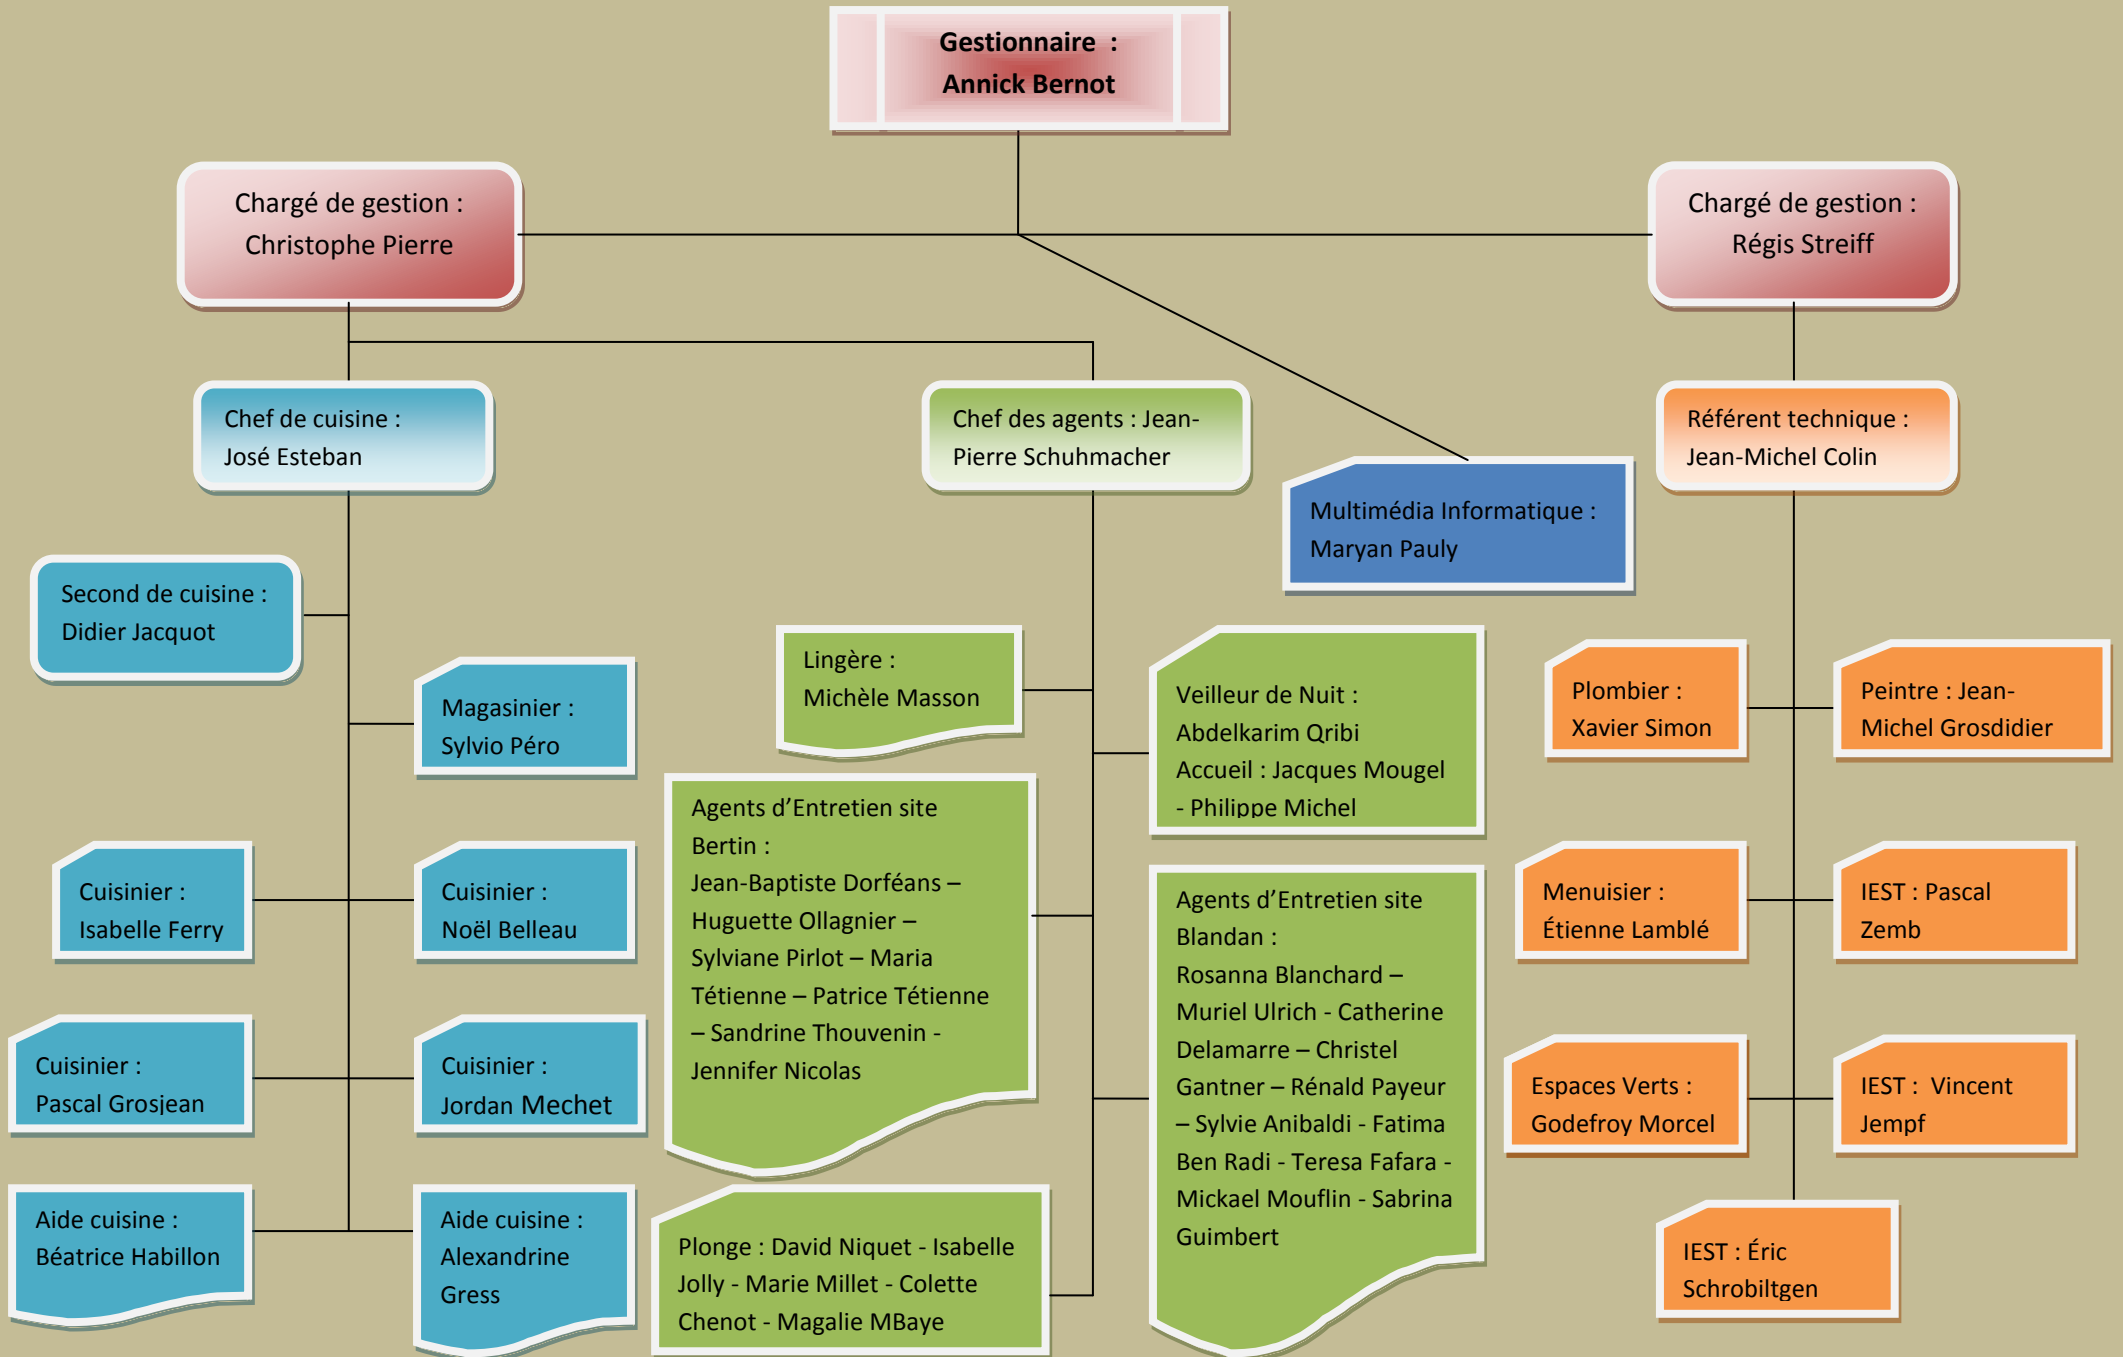 Gestionnaire :
Annick Bernot
Chargé de gestion :
Christophe Pierre
Chargé de gestion :
Régis Streiff
Chef de cuisine :
José Esteban
Chef des agents : Jean-
Pierre Schuhmacher
Multimédia Informatique :
Maryan Pauly
Référent technique :
Jean-Michel Colin
Second de cuisine :
Didier Jacquot
Magasinier :
Sylvio Péro
Cuisinier :
Isabelle Ferry
Cuisinier :
Noël Belleau
Cuisinier :
Pascal Grosjean
Cuisinier :
Jordan Mechet
Aide cuisine :
Béatrice Habillon
Aide cuisine :
Alexandrine
Gress
Lingère :
Michèle Masson
Veilleur de Nuit :
Abdelkarim Qribi
Accueil : Jacques Mougel
- Philippe Michel
Agents d’Entretien site
Bertin :
Jean-Baptiste Dorféans –
Huguette Ollagnier –
Sylviane Pirlot – Maria
Tétienne – Patrice Tétienne
– Sandrine Thouvenin -
Jennifer Nicolas
Agents d’Entretien site
Blandan :
Rosanna Blanchard –
Muriel Ulrich - Catherine
Delamarre – Christel
Gantner – Rénald Payeur
– Sylvie Anibaldi - Fatima
Ben Radi - Teresa Fafara -
Mickael Mouflin - Sabrina
Guimbert
Plonge : David Niquet - Isabelle
Jolly - Marie Millet - Colette
Chenot - Magalie MBaye
Plombier :
Xavier Simon
Peintre : Jean-
Michel Grosdidier
Menuisier :
Étienne Lamblé
IEST : Pascal
Zemb
Espaces Verts :
Godefroy Morcel
IEST : Vincent
Jempf
IEST : Éric
Schrobiltgen